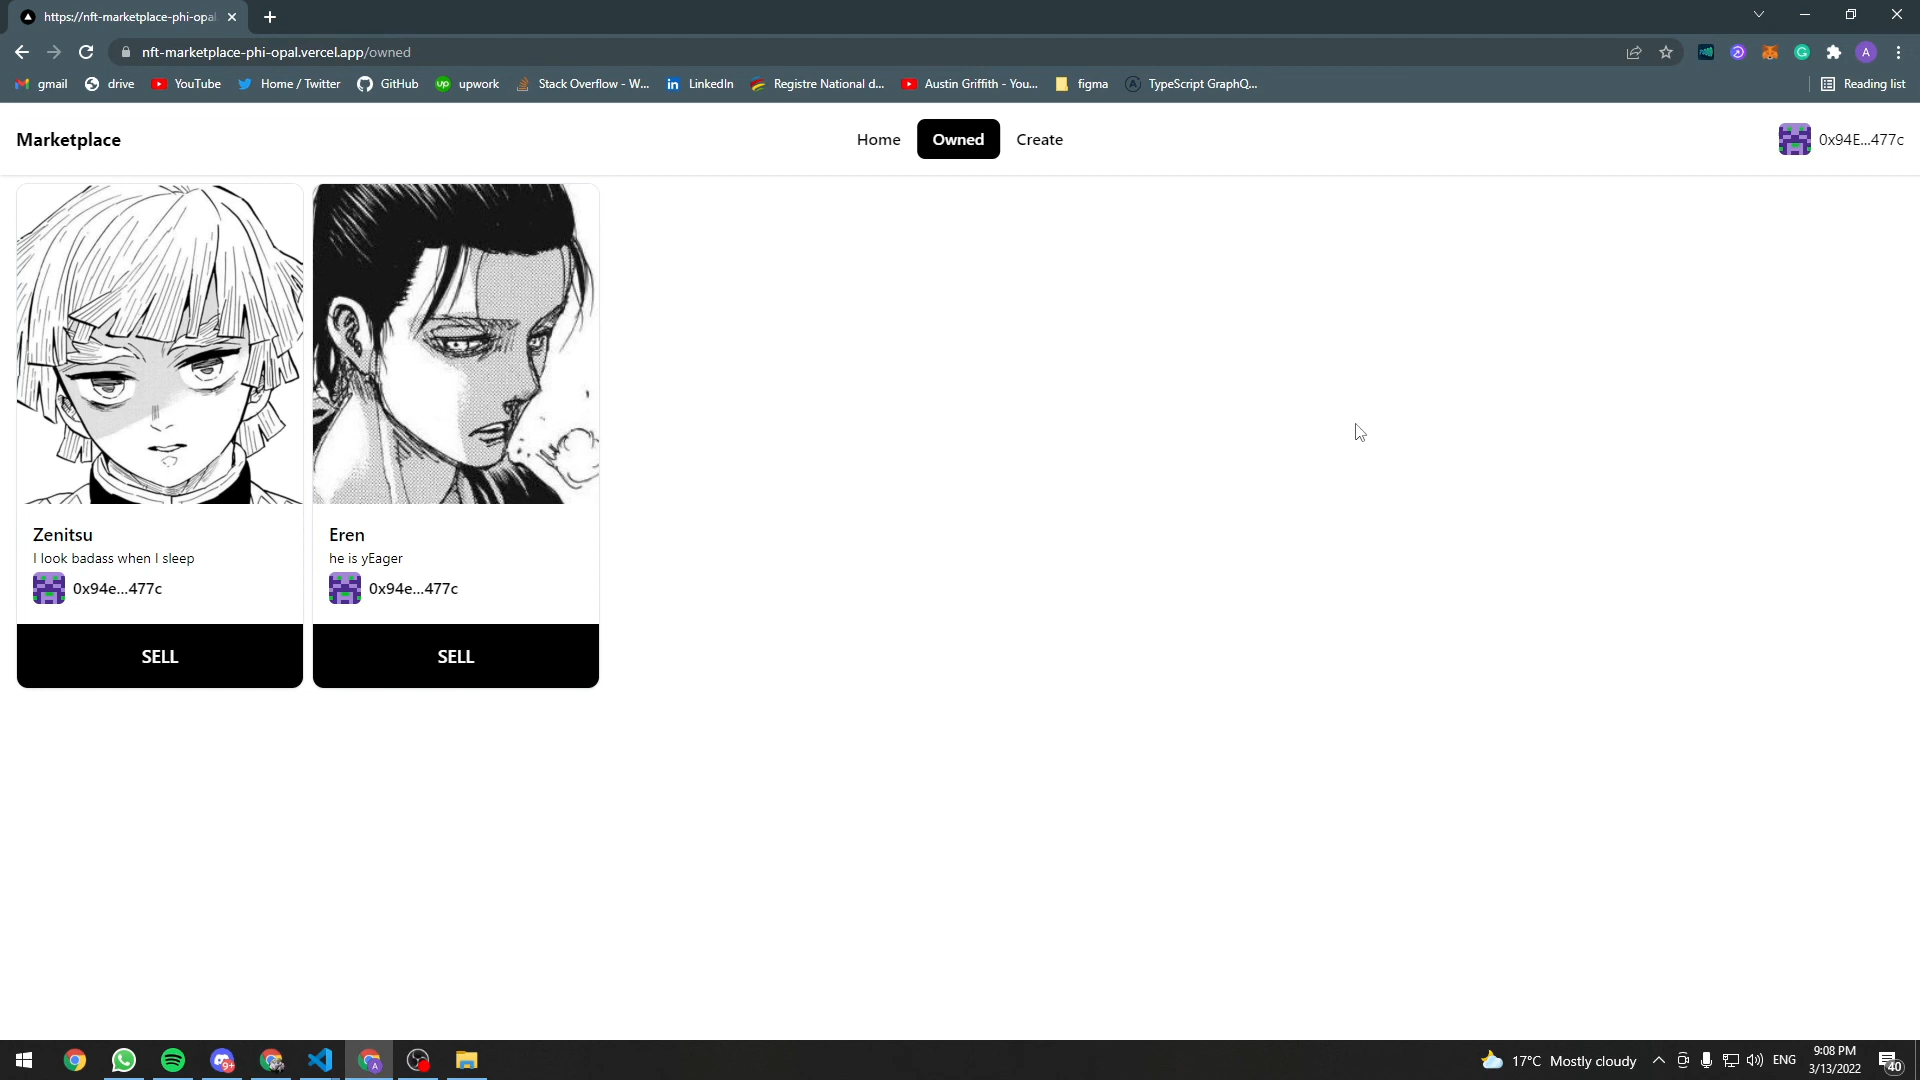 https://nft-marketplace-phi-opal.
nft-marketplace-phi-opal.vercel.app/owned
A
gmail drive YouTube Home / Twitter GitHub upwork Stack Overflow - W... LinkedIn Registre National d... Austin Griffith - You... figma TypeScript GraphQ... Reading list
Marketplace Home Owned Create 0x94E...477c
Zenitsu
I look badass when I sleep
0x94e...477c
SELL
Eren
he is yEager
0x94e...477c
SELL
9+ A 17°C Mostly cloudy ENG 9:08 PM
3/13/2022
40